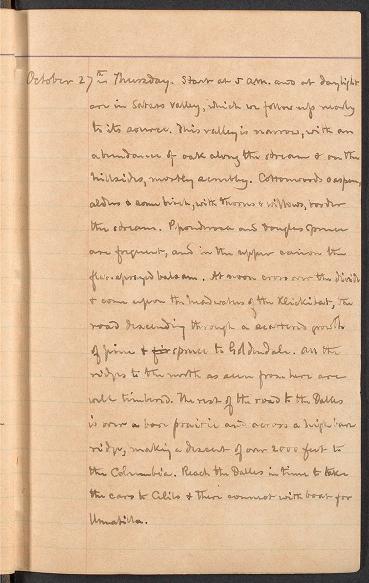 October 27th Thursday. Start at 5 A.M. and at daylight
are in Satass Valley, which we follow up nearly
to its source. This valley is narrow, with an
abundance of oak along the stream & on the
hillsides, mostly scrubby. Cottonwoods & aspen,
alders & some birch, with thorns & willows, border
the stream. P. ponderosa and Douglas Spruce
are frequent, and in the upper cañon the
balsam. At noon cross over the divide
& come upon the headwaters of the Klickitat, the
road descending through a scattered growth
of pine & fir spruce to Goldendale. All the
ridges to the north as seen from here are
well timbered. The rest of the road to the Dalles
is over a bare prairie and across a high bare
ridge, making a descent of over 2000 feet to
the Columbia. Reach the Dalles in time to take
the cars to Celilo & there connect with boat for
Umatilla.